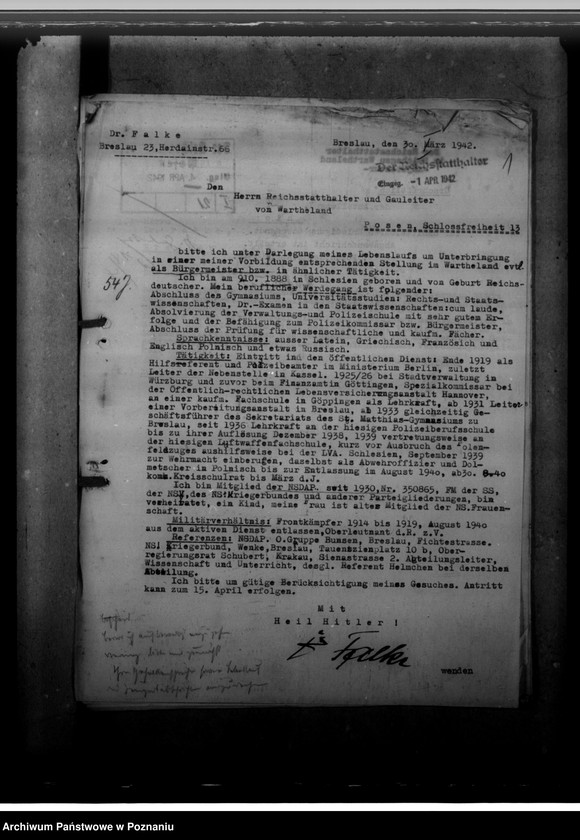 Dr. Falke
Breslau 23, Herdainstr.66
Breslau, den 30. März 1942.
Der Reichsstatthalter
Eingeg. -1 APR 1942
1
Den
Herrn Reichsstatthalter und Gauleiter
vom Wartheland
Posen, Schlossfreiheit 13
547.
bitte ich unter Darlegung meines Lebenslaufs um Unterbringung
in einer meiner Vorbildung entsprechenden Stellung im Wartheland evtl.
als Bürgermeister bzw. in ähnlicher Tätigkeit.
Ich bin am 1888 in Schlesien geboren und von Geburt Reichs-
deutscher. Mein beruflicher Werdegang ist folgender:
Abschluss des Gymnasiums, Universitätsstudien: Rechts-und Staats-
wissenschaften, Dr.-Examen in den Staatswissenschaften:cum laude,
Absolvierung der Verwaltungs-und Polizeischule mit sehr gutem Er-
folge und der Befähigung zum Polizeikommissar bzw. Bürgermeister,
Abschluss der Prüfung für wissenschaftliche und kaufm. Fächer.
Sprachkenntnisse: ausser Latein, Griechisch, Französisch und
Englisch Polnisch und etwas Russisch.
Tätigkeit: Eintritt ind den öffentlichen Dienst: Ende 1919 als
Hilfsreferent und Polizeibeamter im Ministerium Berlin, zuletzt
Leiter der Nebenstelle in Kassel. 1925/26 bei Stadtverwaltung in
Würzburg und zuvor beim Finanzamtin Göttingen, Spezialkommissar bei
der Öffentlich-rechtlichen Lebensversicherungsanstalt Hannover,
an einer kaufm. Fachschule in Göppingen als Lehrkraft, ab 1931 Leiter
einer Vorbereitungsanstalt in Breslau, ab 1933 gleichzeitig Ge-
schäftsführer des Sekretariats des St. Matthias-Gymnasiums zu
Breslau, seit 1936 Lehrkraft an der hiesigen Polizeiberufsschule
bis zu ihrer Auflösung Dezember 1938, 1939 vertretungsweise an
der hiesigen Luftwaffenfachschule, kurz vor Ausbruch des Polen-
feldzuges aushilfsweise bei der LVA. Schlesien, September 1939
zur Wehrmacht einberufen, daselbst als Abwehroffizier und Dol-
metscher in Polnisch bis zur Entlassung im August 1940, ab30. 8.40
kom. Kreisschulrat bis März d.J.
Ich bin Mitglied der NSDAP. seit 1930,Nr. 350865, FM der SS,
der NSV,des NS.Kriegerbundes und anderer Parteigliederungen, bin
verheiratet, ein Kind, meine Frau ist altes Mitglied der NS.Frauen-
schaft.
Militärverhältnis: Frontkämpfer 1914 bis 1919, August 1940
aus dem aktiven Dienst entlassen,Oberleutnant d.R. z.V.
Referenzen: NSDAP. O.Gruppe Bunzen, Breslau, Fichtestrasse.
NS. Kriegerbund, Wenke,Breslau, Tauentzienplatz 10 b, Ober-
regierungsrat Schubert, Krakau, Sienastrasse 2. Abteilungsleiter,
Wissenschaft und Unterricht, desgl. Referent Helmchen bei derselben
Abteilung.
Ich bitte um gütige Berücksichtigung meines Gesuches. Antritt
kann zum 15. April erfolgen.
Mit
Heil Hitler !
Falke
wenden
Archiwum Państwowe w Poznaniu